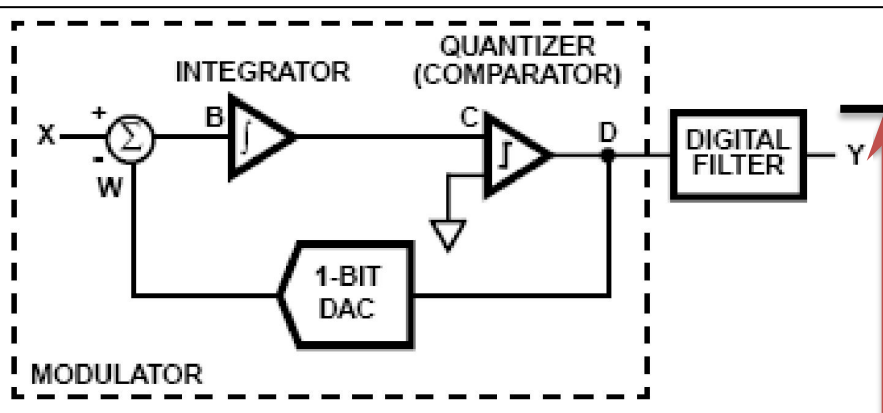 QUANTIZER
(COMPARATOR)
INTEGRATOR
X
+
-
Σ
W
B
∫
C
D
DIGITAL
FILTER
Y
1-BIT
DAC
MODULATOR